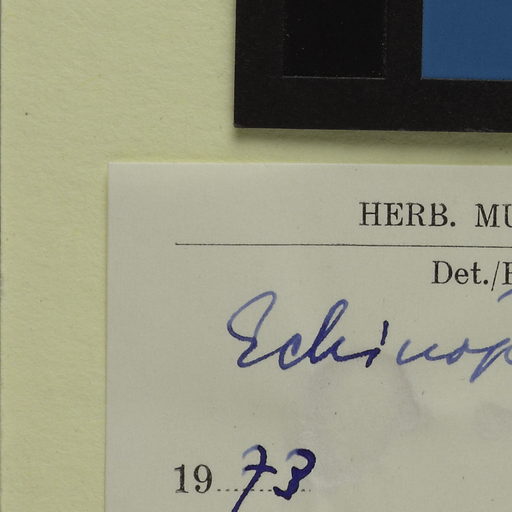 HERB. MU
Det./
Echinop
1973